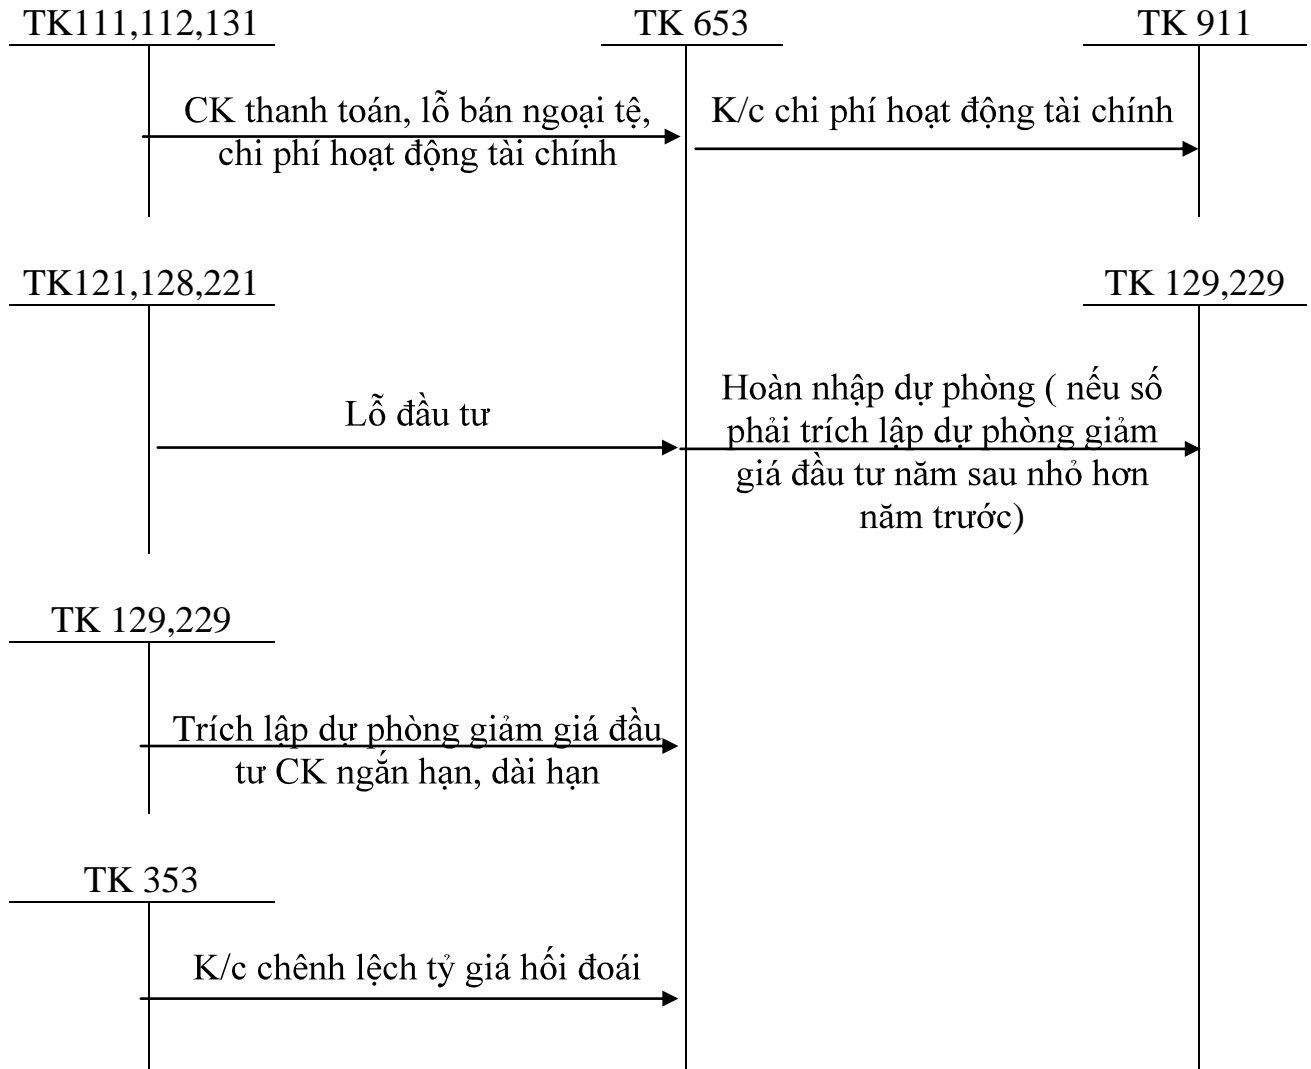 TK111,112,131
TK 653
TK 911
CK thanh toán, lỗ bán ngoại tệ,
chi phí hoạt động tài chính
K/c chi phí hoạt động tài chính
TK121,128,221
TK 129,229
Lỗ đầu tư
Hoàn nhập dự phòng ( nếu số
phải trích lập dự phòng giảm
giá đầu tư năm sau nhỏ hơn
năm trước)
TK 129,229
Trích lập dự phòng giảm giá đầu
tư CK ngắn hạn, dài hạn
TK 353
K/c chênh lệch tỷ giá hối đoái